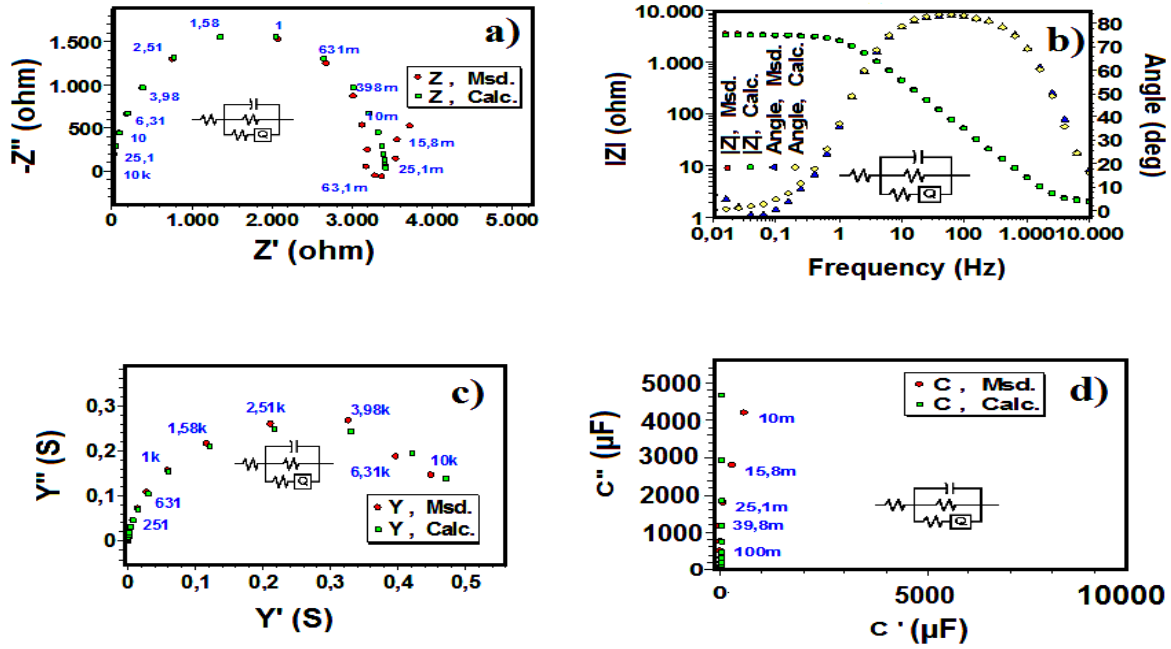 a)
-Z'' (ohm)
1.500
1.000
500
0
0
1.000
2.000
3.000
4.000
5.000
Z' (ohm)
1,58
1
2,51
631m
3,98
398m
6,31
10m
10
15,8m
25,1
25,1m
10k
63,1m
Z , Msd.
Z , Calc.
Q
b)
|Z| (ohm)
10.000
1.000
100
10
1
0,01
0,1
1
10
100
1.000
10.000
Frequency (Hz)
Angle (deg)
80
60
40
20
0
|Z|, Msd.
|Z|, Calc.
Angle, Msd.
Angle, Calc.
Q
c)
Y'' (S)
0,3
0,2
0,1
0
0
0,1
0,2
0,3
0,4
0,5
Y' (S)
2,51k
3,98k
1,58k
1k
6,31k
10k
631
251
Y , Msd.
Y , Calc.
Q
d)
C'' (µF)
5000
4000
3000
2000
1000
0
0
5000
10000
C ' (µF)
C , Msd.
C , Calc.
10m
15,8m
25,1m
39,8m
100m
Q